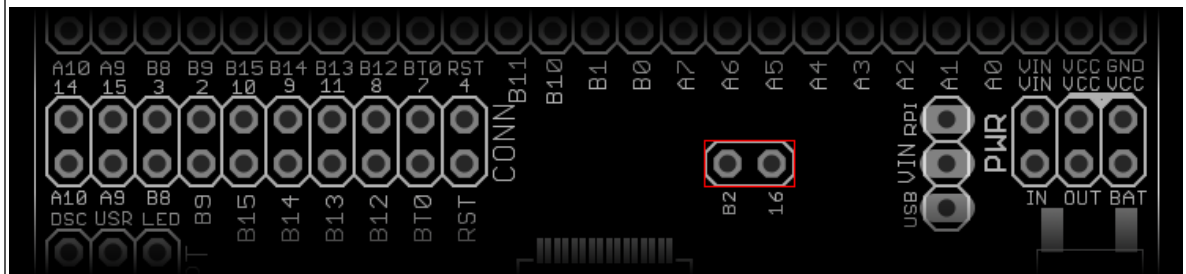 A10 A9 B8 B9 B15 B14 B13 B12 BT0 RST B11 B10 B1 B0 A7 A6 A5 A4 A3 A2 A1 A0 VIN VCC GND
14 15 3 2 10 9 11 8 7 4 VIN VCC VCC
CONN
B2 16
USB VIN RPI
PWR
A10 A9 B8 B9 B15 B14 B13 B12 BT0 RST
IN OUT BAT
DSC USR LED